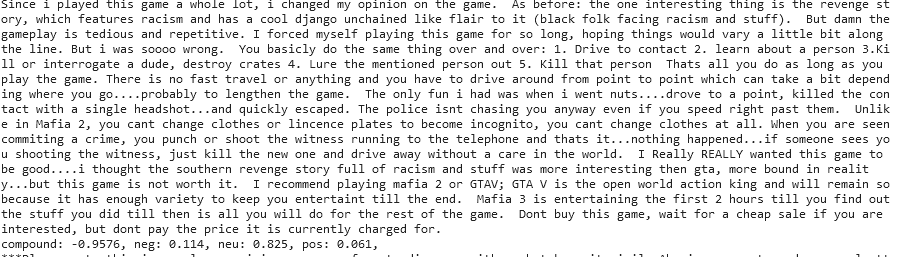 Since i played this game a whole lot, i changed my opinion on the game.  As before: the one interesting thing is the revenge st
ory, which features racism and has a cool django unchained like flair to it (black folk facing racism and stuff).  But damn the
gameplay is tedious and repetitive. I forced myself playing this game for so long, hoping things would vary a little bit along
the line. But i was soooo wrong.  You basicly do the same thing over and over: 1. Drive to contact 2. learn about a person 3.Ki
ll or interrogate a dude, destroy crates 4. Lure the mentioned person out 5. Kill that person  Thats all you do as long as you
play the game. There is no fast travel or anything and you have to drive around from point to point which can take a bit depend
ing where you go....probably to lengthen the game.  The only fun i had was when i went nuts....drove to a point, killed the con
tact with a single headshot...and quickly escaped. The police isnt chasing you anyway even if you speed right past them.  Unlik
e in Mafia 2, you cant change clothes or lincence plates to become incognito, you cant change clothes at all. When you are seen
commiting a crime, you punch or shoot the witness running to the telephone and thats it...nothing happened...if someone sees yo
u shooting the witness, just kill the new one and drive away without a care in the world.  I Really REALLY wanted this game to
be good....i thought the southern revenge story full of racism and stuff was more interesting then gta, more bound in realit
y...but this game is not worth it.  I recommend playing mafia 2 or GTAV; GTA V is the open world action king and will remain so
because it has enough variety to keep you entertaint till the end.  Mafia 3 is entertaining the first 2 hours till you find out
the stuff you did till then is all you will do for the rest of the game.  Dont buy this game, wait for a cheap sale if you are
interested, but dont pay the price it is currently charged for.
compound: -0.9576, neg: 0.114, neu: 0.825, pos: 0.061,